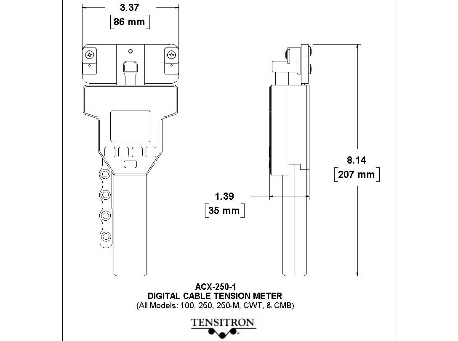 3.37
[86 mm]
8.14
[207 mm]
1.39
[35 mm]
ACX-250-1
DIGITAL CABLE TENSION METER
(All Models: 100, 250, 250-M, CWT, & CMB)
TENSITRON